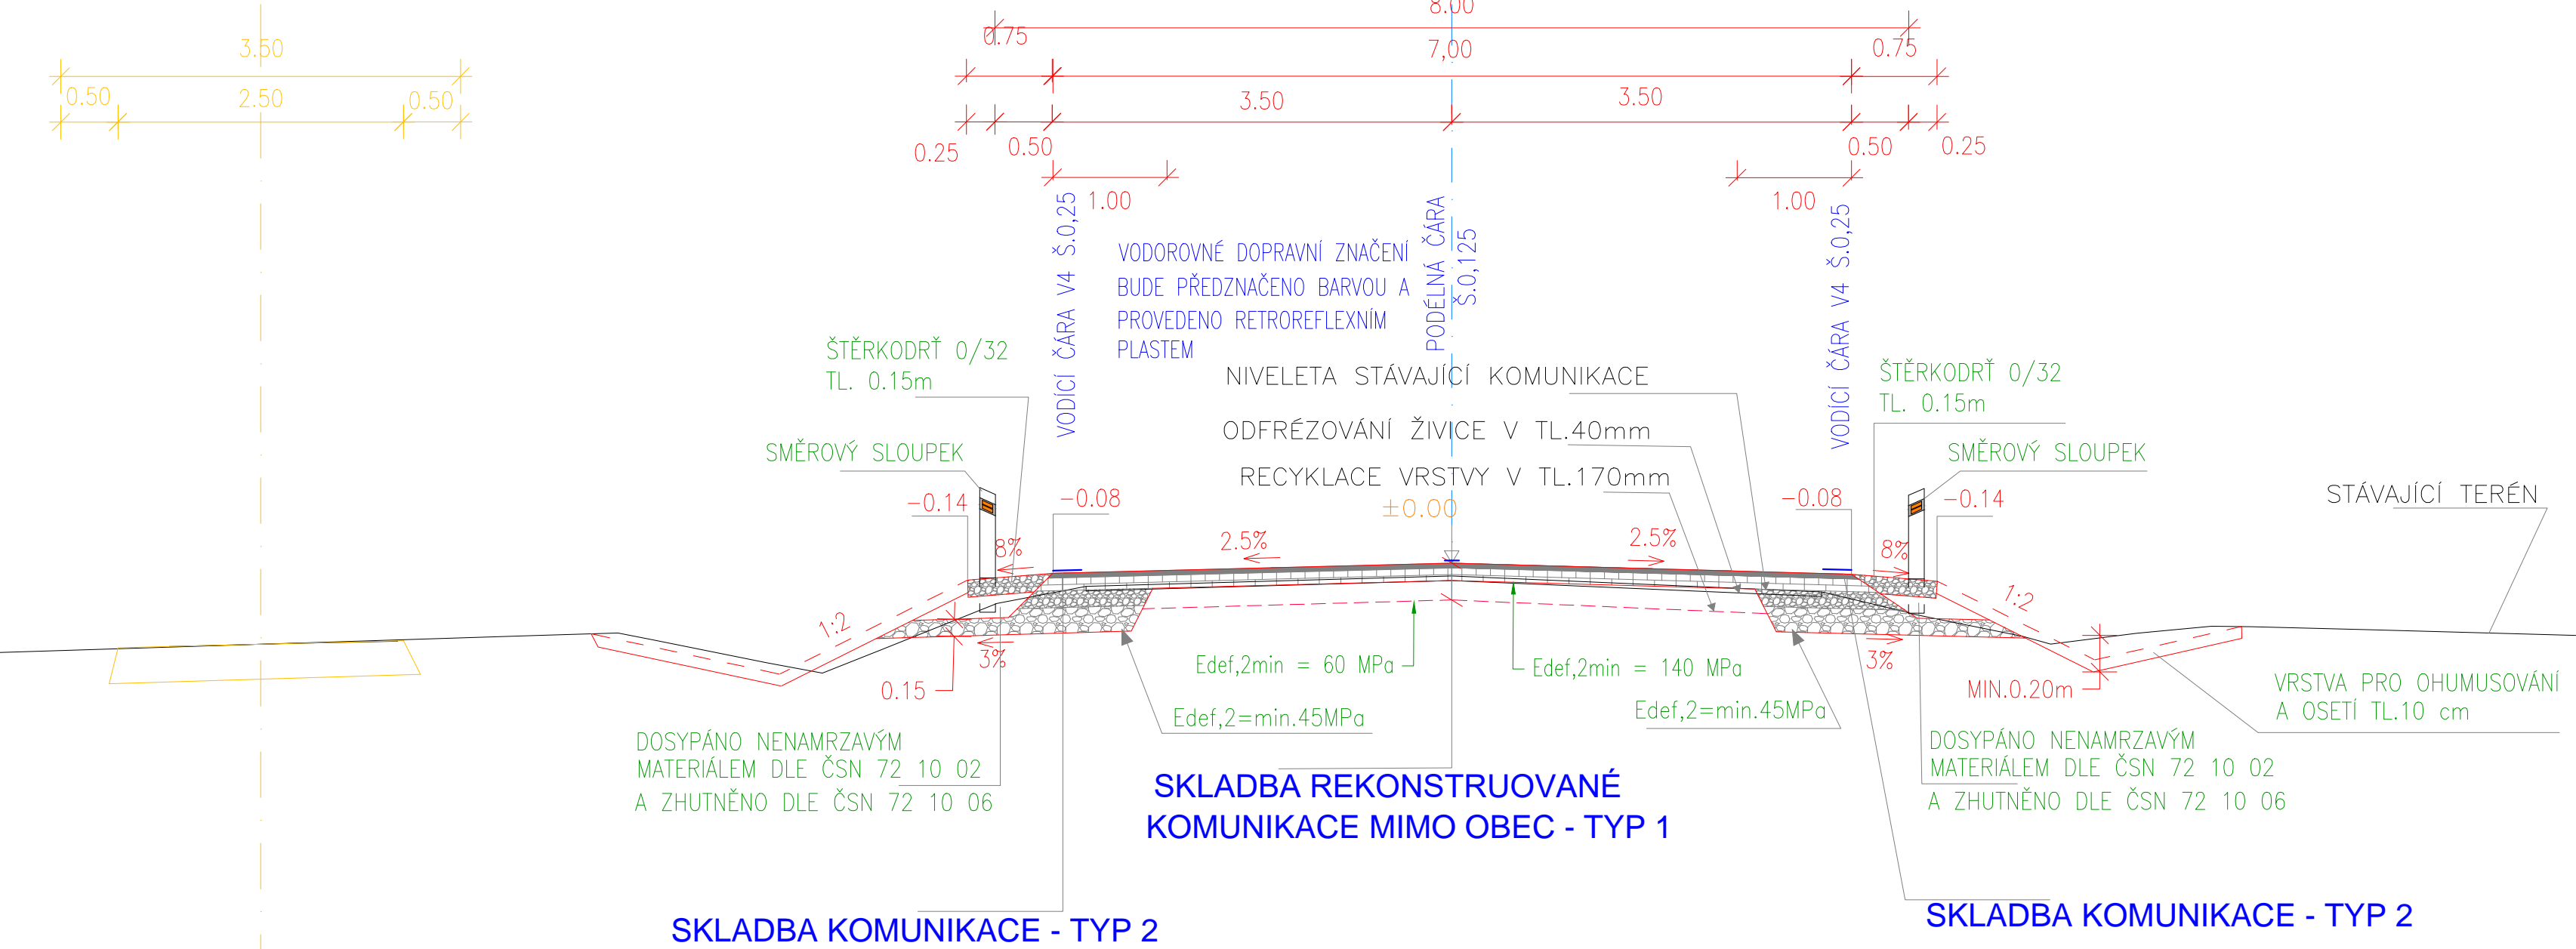 8.00
3.50
0.75
7,00
0.75
0.50
2.50
0.50
3.50
3.50
0.25
0.50
0.50
0.25
1.00
1.00
VODÍCÍ ČÁRA V4 Š.0,25
VODOROVNÉ DOPRAVNÍ ZNAČENÍ
BUDE PŘEDZNAČENO BARVOU A
PROVEDENO RETROREFLEXNÍM
PLASTEM
PODÉLNÁ ČÁRA
Š.0,125
VODÍCÍ ČÁRA V4 Š.0,25
ŠTĚRKODRŤ 0/32
TL. 0.15m
NIVELETA STÁVAJÍCÍ KOMUNIKACE
ŠTĚRKODRŤ 0/32
TL. 0.15m
ODFRÉZOVÁNÍ ŽIVICE V TL.40mm
SMĚROVÝ SLOUPEK
SMĚROVÝ SLOUPEK
RECYKLACE VRSTVY V TL.170mm
STÁVAJÍCÍ TERÉN
-0.14
-0.08
±0.00
-0.08
-0.14
8%
2.5%
2.5%
8%
1:2
1:2
3%
3%
0.15
Edef,2min = 60 MPa
Edef,2min = 140 MPa
MIN.0.20m
VRSTVA PRO OHUMUSOVÁNÍ
A OSETÍ TL.10 cm
Edef,2=min.45MPa
Edef,2=min.45MPa
DOSYPÁNO NENAMRZAVÝM
MATERIÁLEM DLE ČSN 72 10 02
A ZHUTNĚNO DLE ČSN 72 10 06
DOSYPÁNO NENAMRZAVÝM
MATERIÁLEM DLE ČSN 72 10 02
A ZHUTNĚNO DLE ČSN 72 10 06
SKLADBA REKONSTRUOVANÉ
KOMUNIKACE MIMO OBEC - TYP 1
SKLADBA KOMUNIKACE - TYP 2
SKLADBA KOMUNIKACE - TYP 2